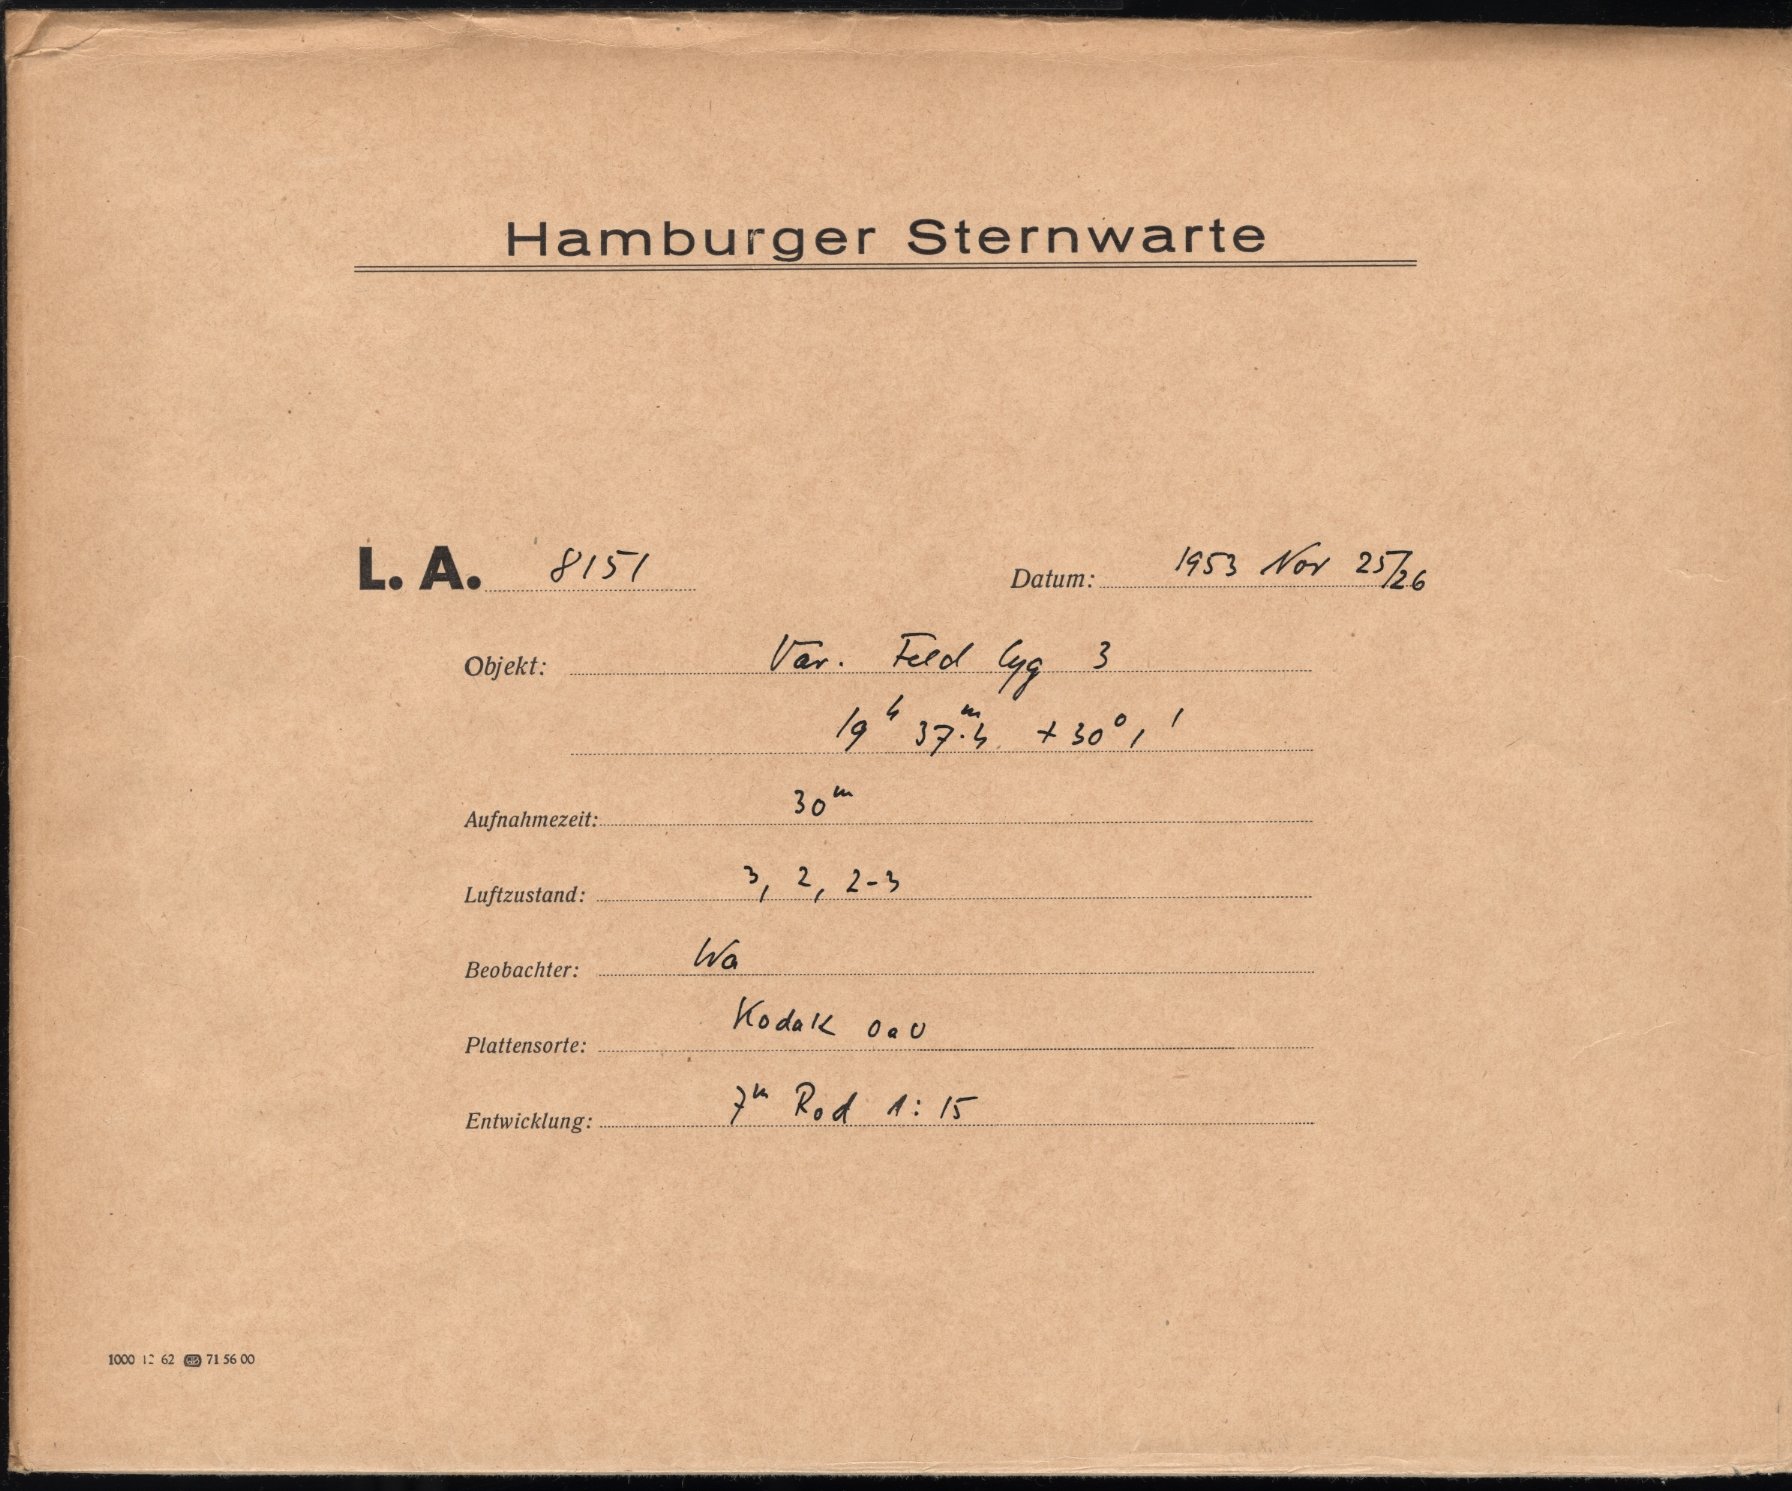 Hamburger Sternwarte
L. A. 8151 Datum: 1953 Nov 25/26
Objekt: Var. Feld Cyg 3
19ʰ 37ᵐ.4 +30° 1'
Aufnahmezeit: 30ᵐ
Luftzustand: 3, 2, 2-3
Beobachter: Wa
Plattensorte: Kodak OaO
Entwicklung: 7ᵐ Rod 1:15
1000 12 62 71 56 00